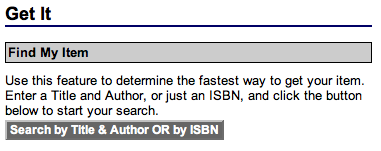 Get It
Find My Item
Use this feature to determine the fastest way to get your item.
Enter a Title and Author, or just an ISBN, and click the button
below to start your search.
Search by Title & Author OR by ISBN